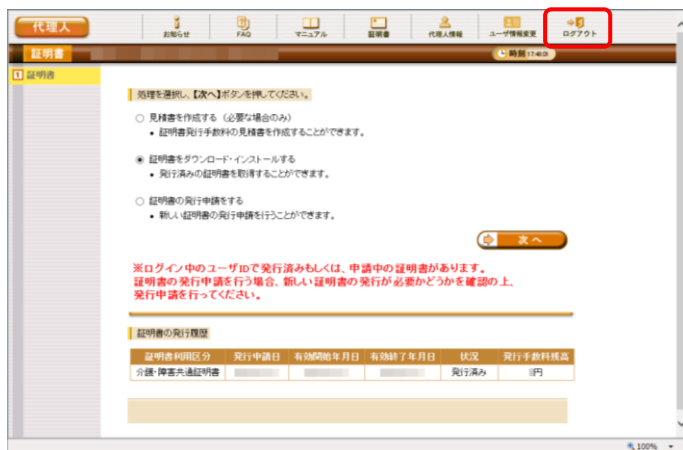 代理人
お知らせ
FAQ
マニュアル
証明書
代理人情報
ユーザ情報変更
ログアウト
証明書
時刻 17:48:01
1 証明書
処理を選択し、【次へ】ボタンを押してください。
見積書を作成する（必要な場合のみ）
• 証明書発行手数料の見積書を作成することができます。
証明書をダウンロード・インストールする
• 発行済みの証明書を取得することができます。
証明書の発行申請をする
• 新しい証明書の発行申請を行うことができます。
次へ
※ログイン中のユーザIDで発行済みもしくは、申請中の証明書があります。
証明書の発行申請を行う場合、新しい証明書の発行が必要かどうかを確認の上、
発行申請を行ってください。
証明書の発行履歴
証明書利用区分 発行申請日 有効開始年月日 有効終了年月日 状況 発行手数料残高
介護・障害共通証明書 発行済み 円
100%